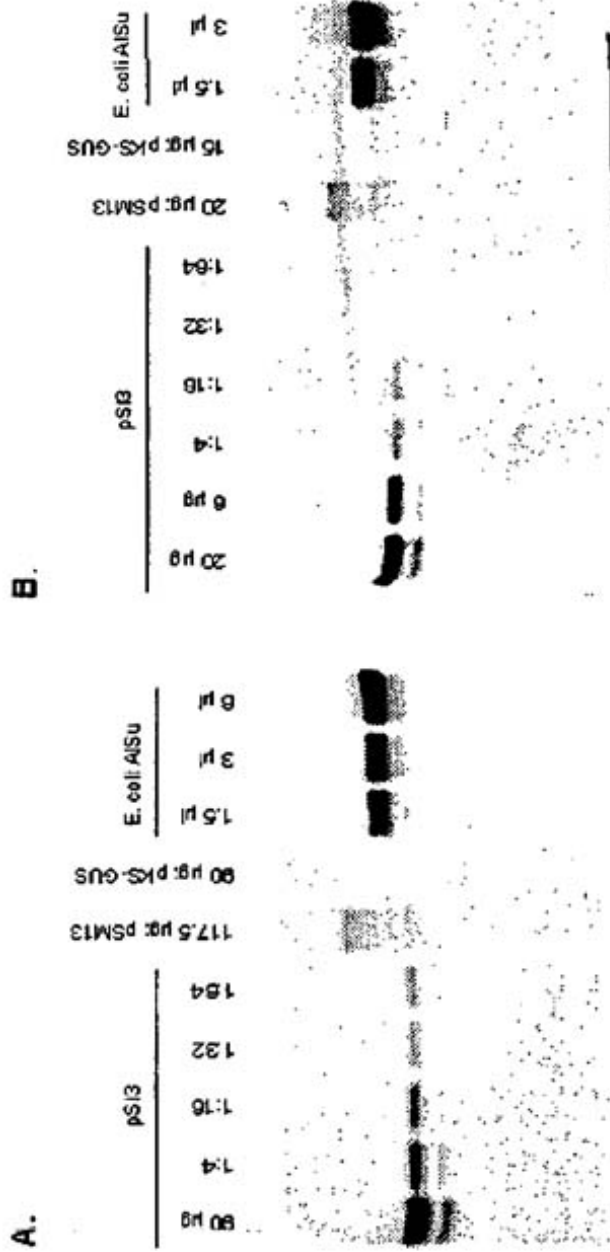 A.
pSI3
90 µg
1:4
1:16
1:32
1:64
117.5 µg: pSM13
90 µg: pKS-GUS
E. coli AlSu
1.5 µl
3 µl
6 µl
B.
pSI3
20 µg
6 µg
1:4
1:16
1:32
1:64
20 µg: pSM13
15 µg: pKS-GUS
E. coli AlSu
1.5 µl
3 µl